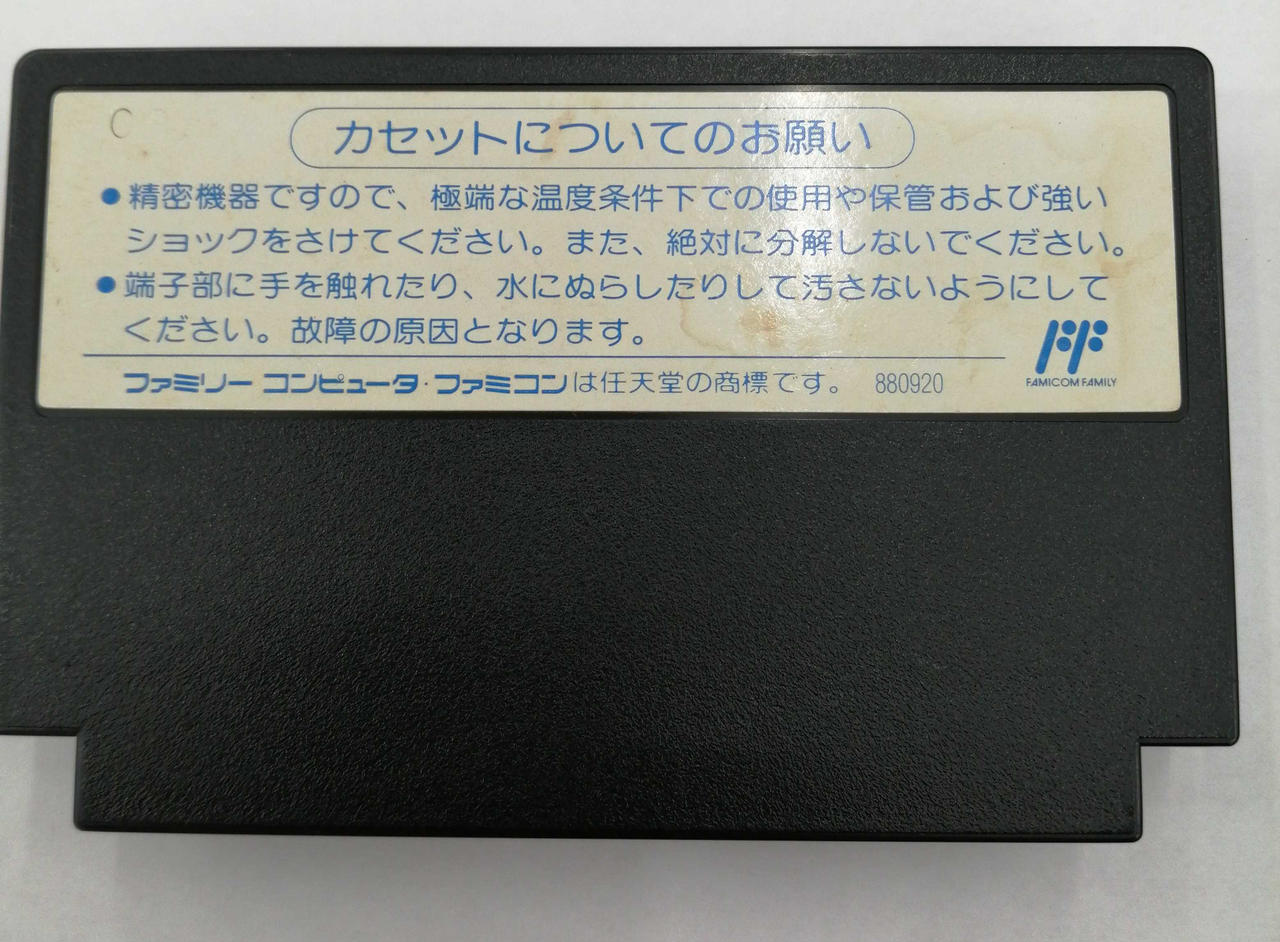 カセットについてのお願い
●精密機器ですので、極端な温度条件下での使用や保管および強い
ショックをさけてください。また、絶対に分解しないでください。
●端子部に手を触れたり、水にぬらしたりして汚さないようにして
ください。故障の原因となります。
ファミリー コンピュータ・ファミコンは任天堂の商標です。 880920
FAMICOM FAMILY